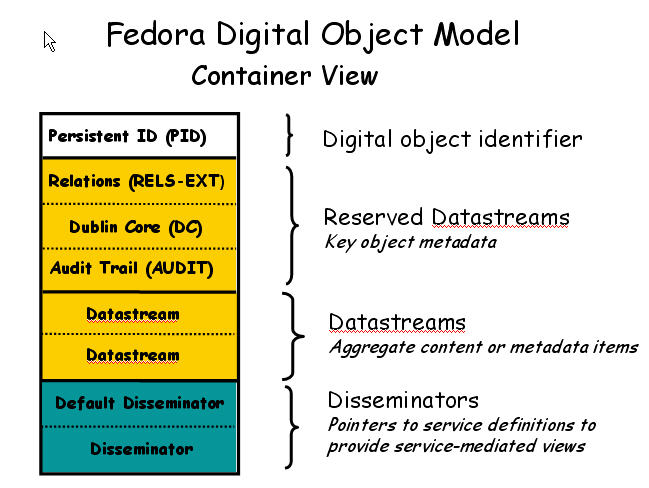 Fedora Digital Object Model
Container View
Persistent ID (PID)
Digital object identifier
Relations (RELS-EXT)
Dublin Core (DC)
Audit Trail (AUDIT)
Reserved Datastreams
Key object metadata
Datastream
Datastream
Datastreams
Aggregate content or metadata items
Default Disseminator
Disseminator
Disseminators
Pointers to service definitions to
provide service-mediated views